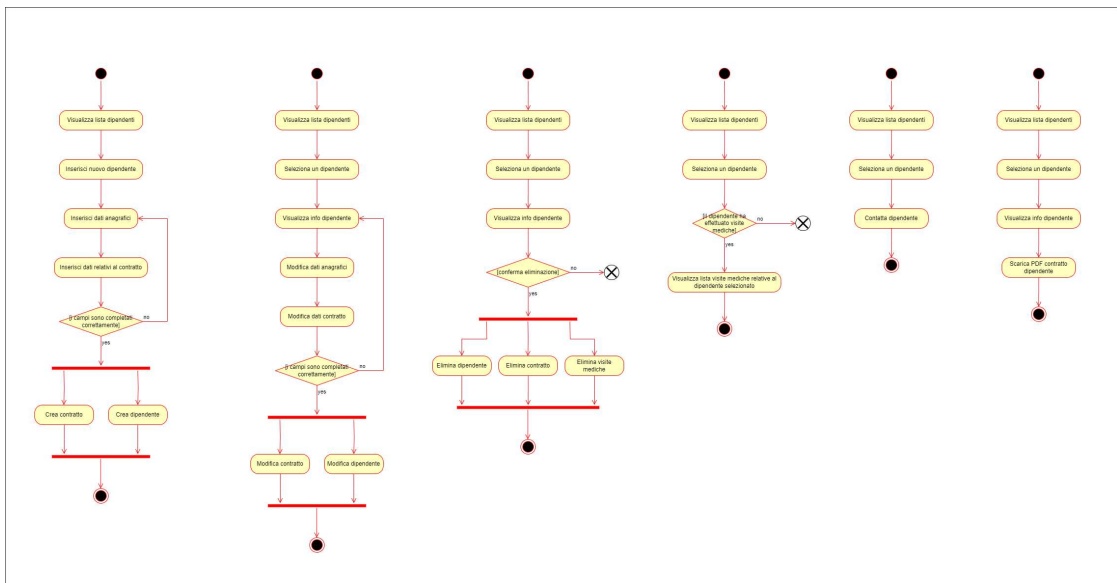 Visualizza lista dipendenti
Inserisci nuovo dipendente
Inserisci dati anagrafici
Inserisci dati relativi al contratto
[i campi sono completati
correttamente]
no
yes
Crea contratto
Crea dipendente
Visualizza lista dipendenti
Seleziona un dipendente
Visualizza info dipendente
Modifica dati anagrafici
Modifica dati contratto
[i campi sono completati
correttamente]
no
yes
Modifica contratto
Modifica dipendente
Visualizza lista dipendenti
Seleziona un dipendente
Visualizza info dipendente
[conferma eliminazione]
no
yes
Elimina dipendente
Elimina contratto
Elimina visite
mediche
Visualizza lista dipendenti
Seleziona un dipendente
[il dipendente ha
effettuato visite
mediche]
no
yes
Visualizza lista visite mediche relative al
dipendente selezionato
Visualizza lista dipendenti
Seleziona un dipendente
Contatta dipendente
Visualizza lista dipendenti
Seleziona un dipendente
Visualizza info dipendente
Scarica PDF contratto
dipendente